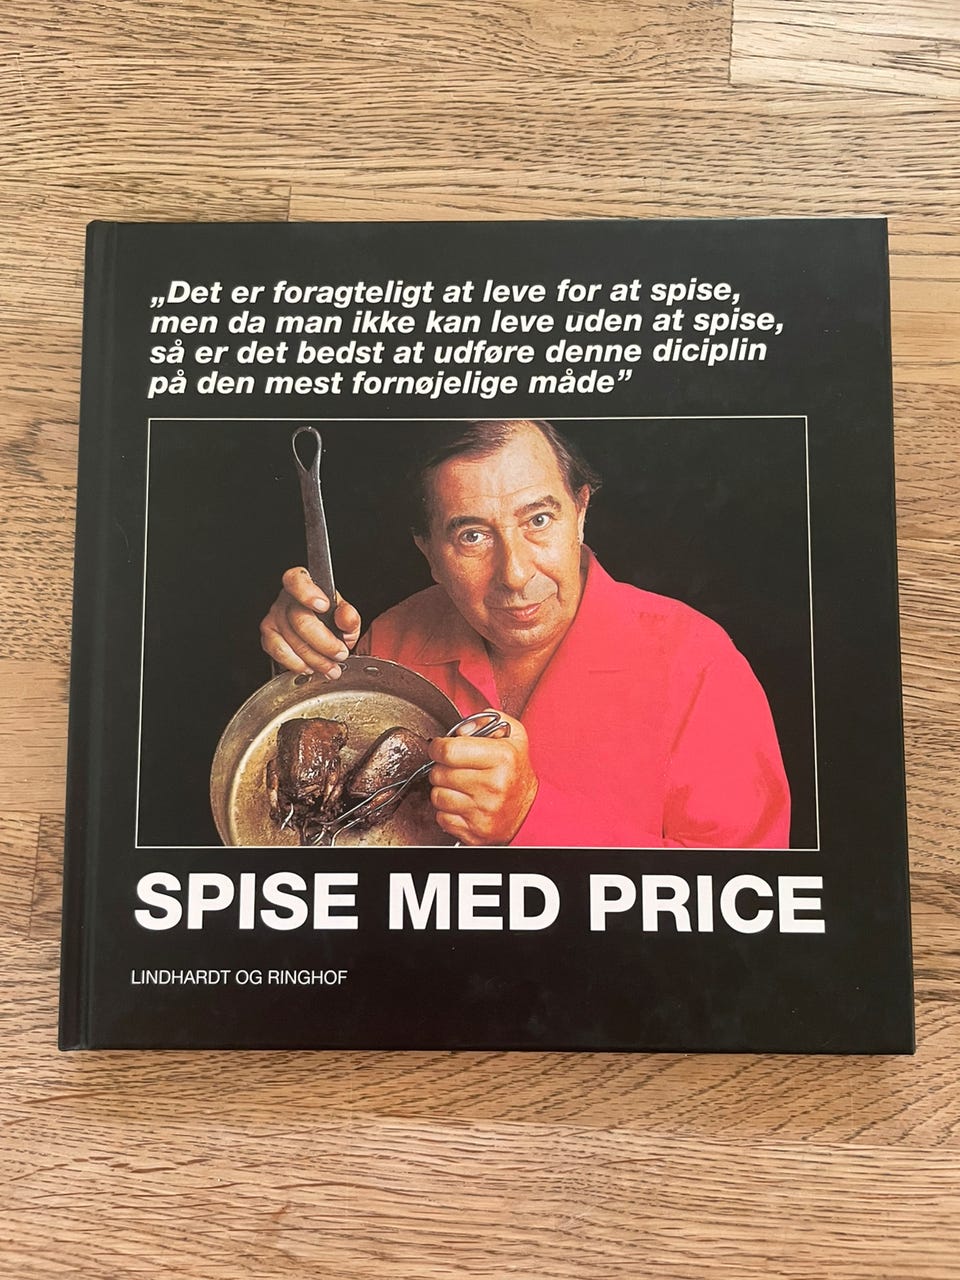 „Det er foragteligt at leve for at spise,
men da man ikke kan leve uden at spise,
så er det bedst at udføre denne diciplin
på den mest fornøjelige måde”
SPISE MED PRICE
LINDHARDT OG RINGHOF